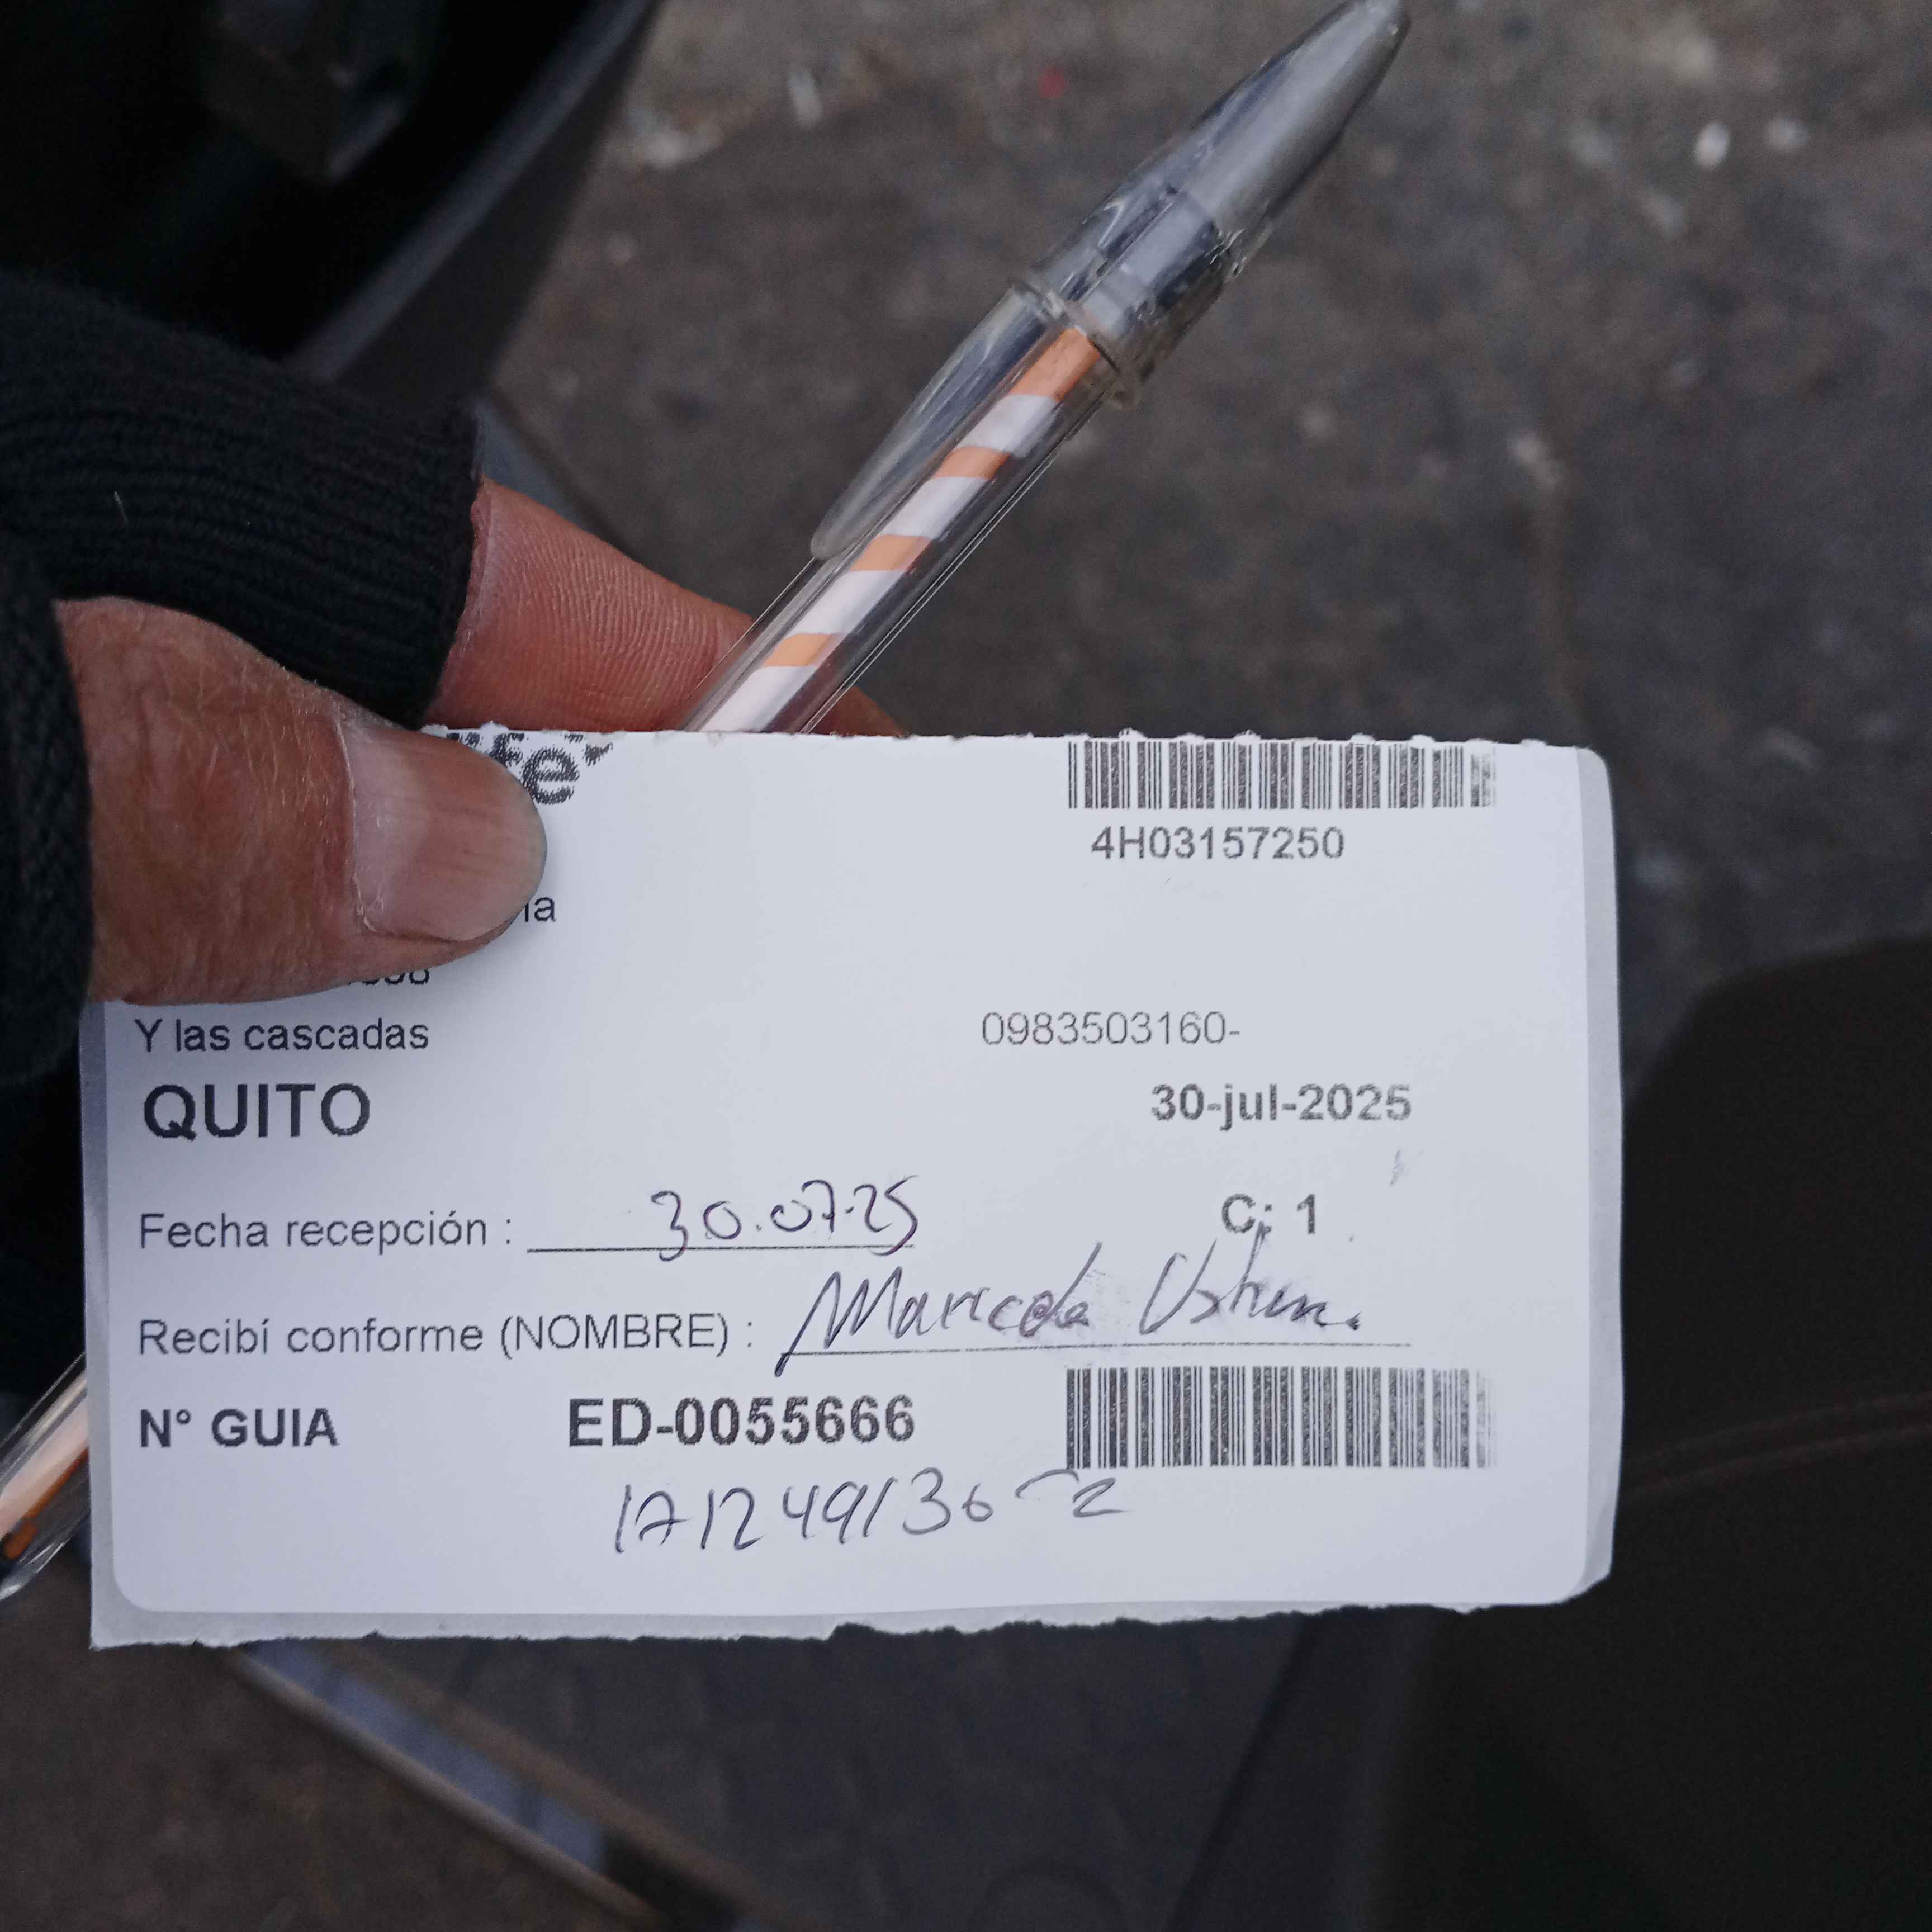 4H03157250
Y las cascadas
0983503160-
QUITO
30-jul-2025
Fecha recepción : 30.07.25
C: 1
Recibí conforme (NOMBRE) :
N° GUIA ED-0055666